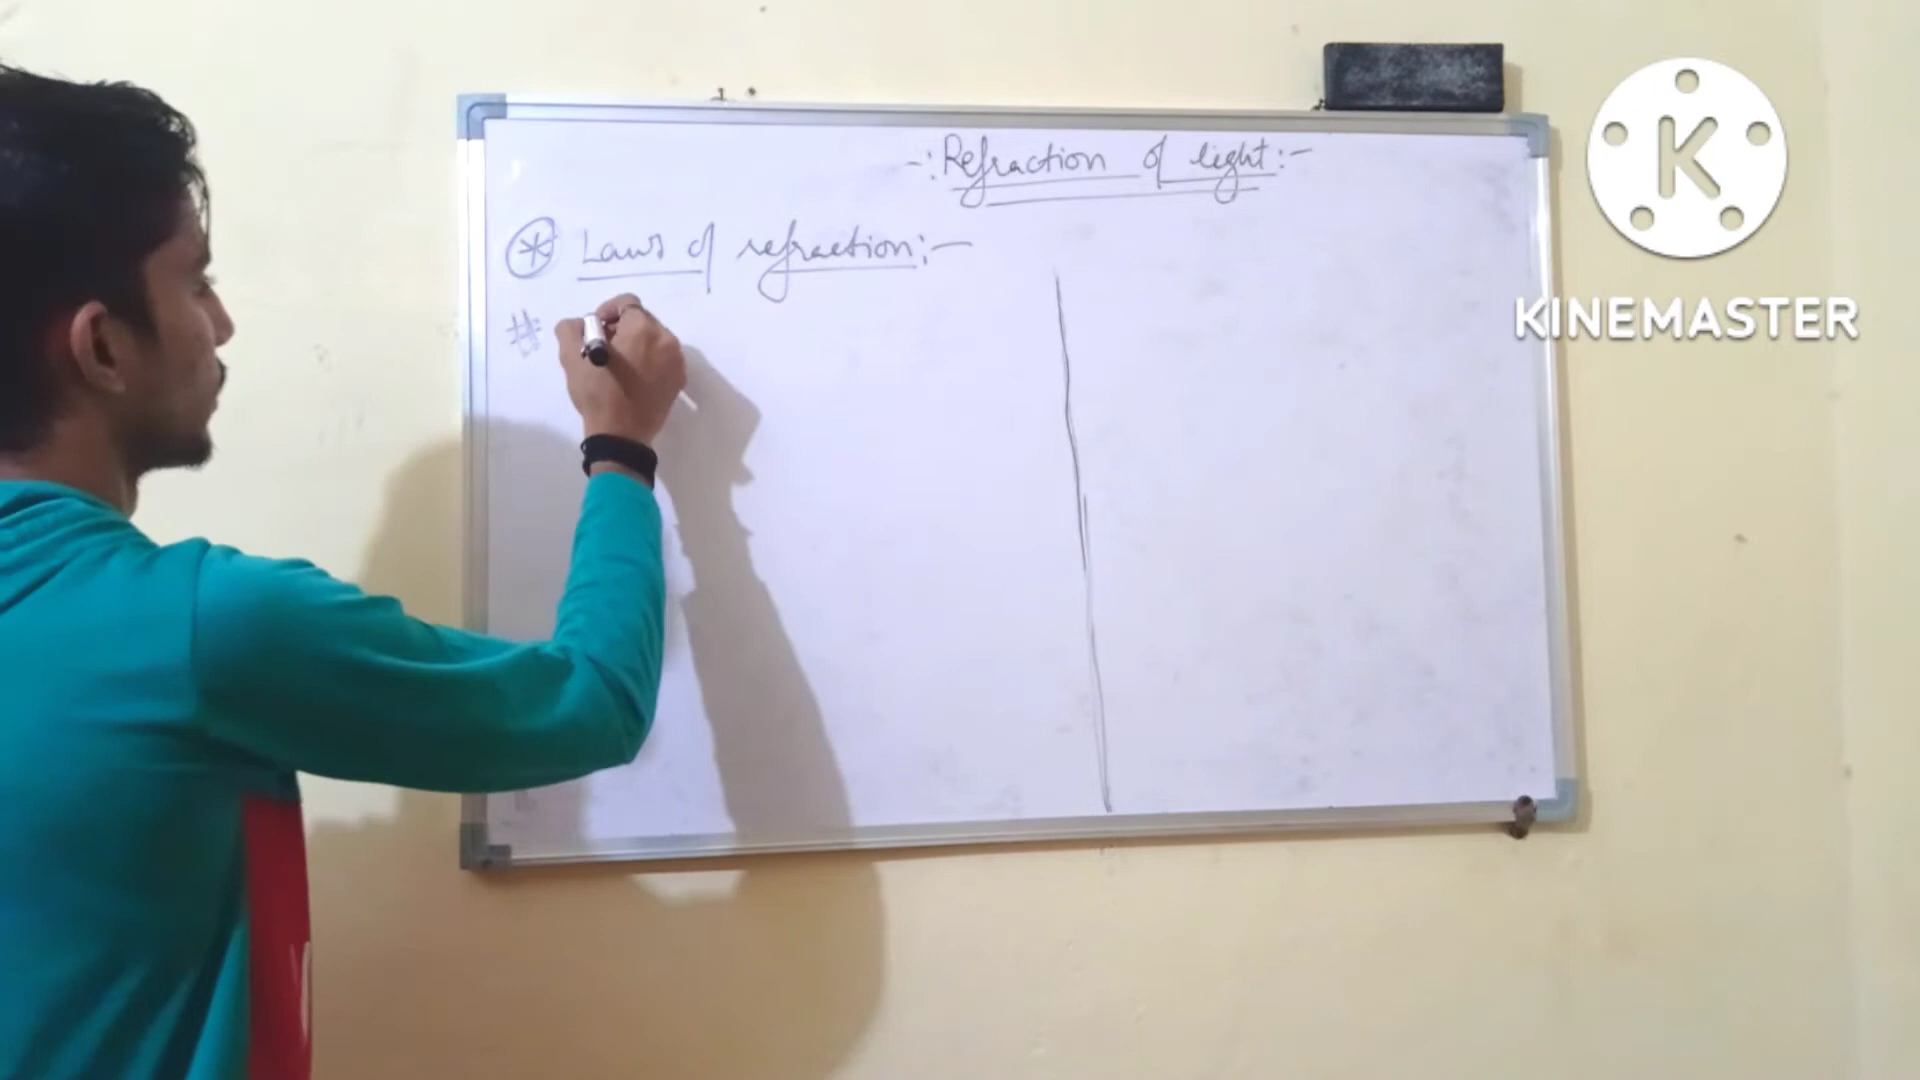 -: Refraction of light :-
* Laws of refraction :-
#
K
KINEMASTER